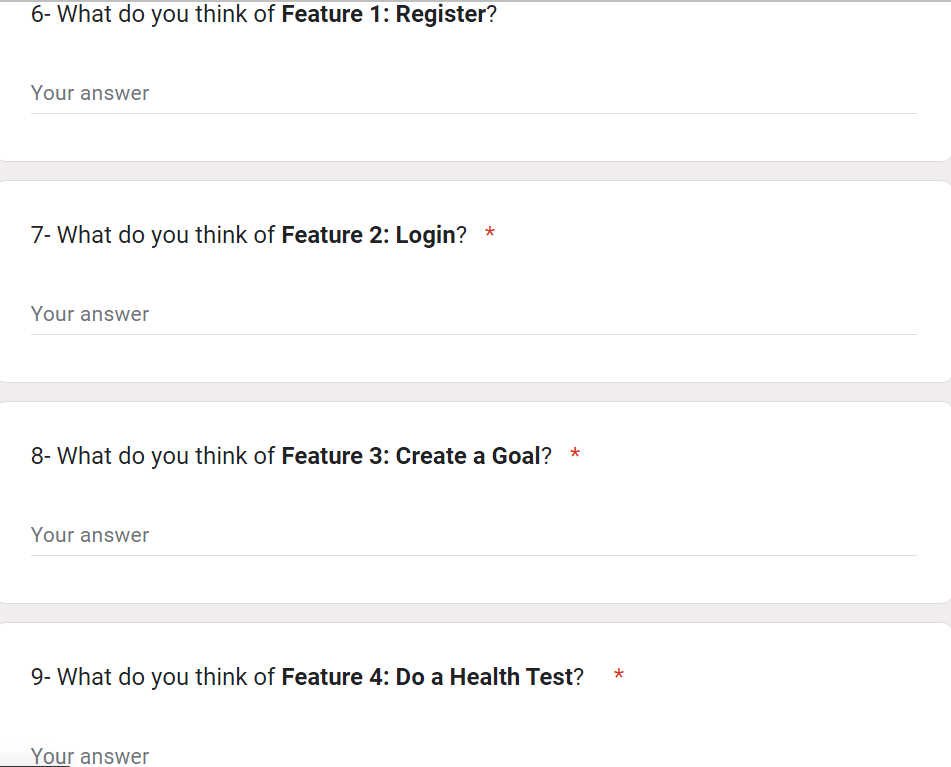 6- What do you think of Feature 1: Register?
Your answer
7- What do you think of Feature 2: Login? *
Your answer
8- What do you think of Feature 3: Create a Goal? *
Your answer
9- What do you think of Feature 4: Do a Health Test? *
Your answer